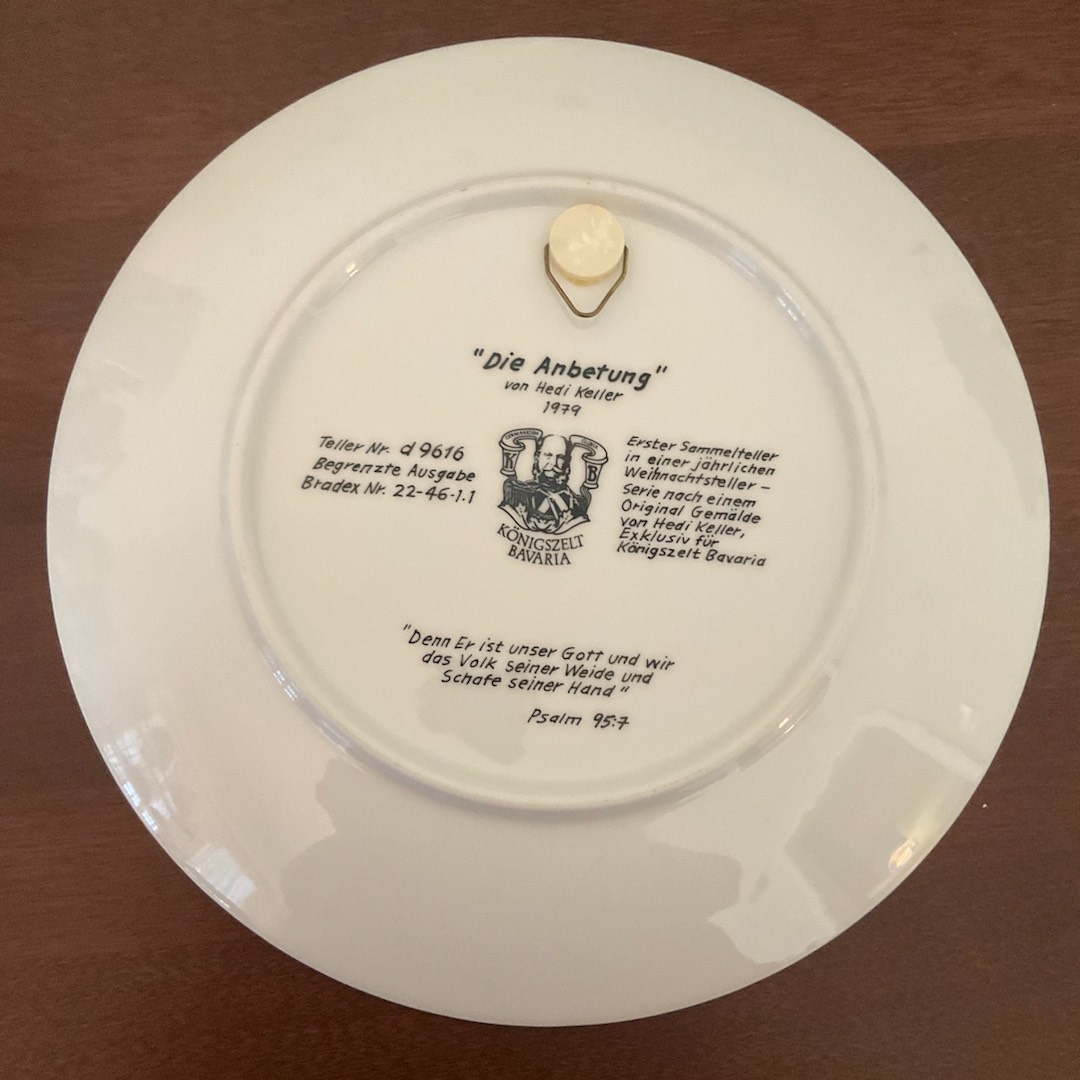 "Die Anbetung"
von Hedi Keller
1979
Teller Nr. d 9616
Begrenzte Ausgabe
Bradex Nr. 22-46-1.1
K B
KÖNIGSZELT
BAVARIA
Erster Sammelteller
in einer jährlichen
Weihnachtsteller –
Serie nach einem
Original Gemälde
von Hedi Keller,
Exklusiv für
Königszelt Bavaria
"Denn Er ist unser Gott und wir
das Volk seiner Weide und
Schafe seiner Hand"
Psalm 95:7